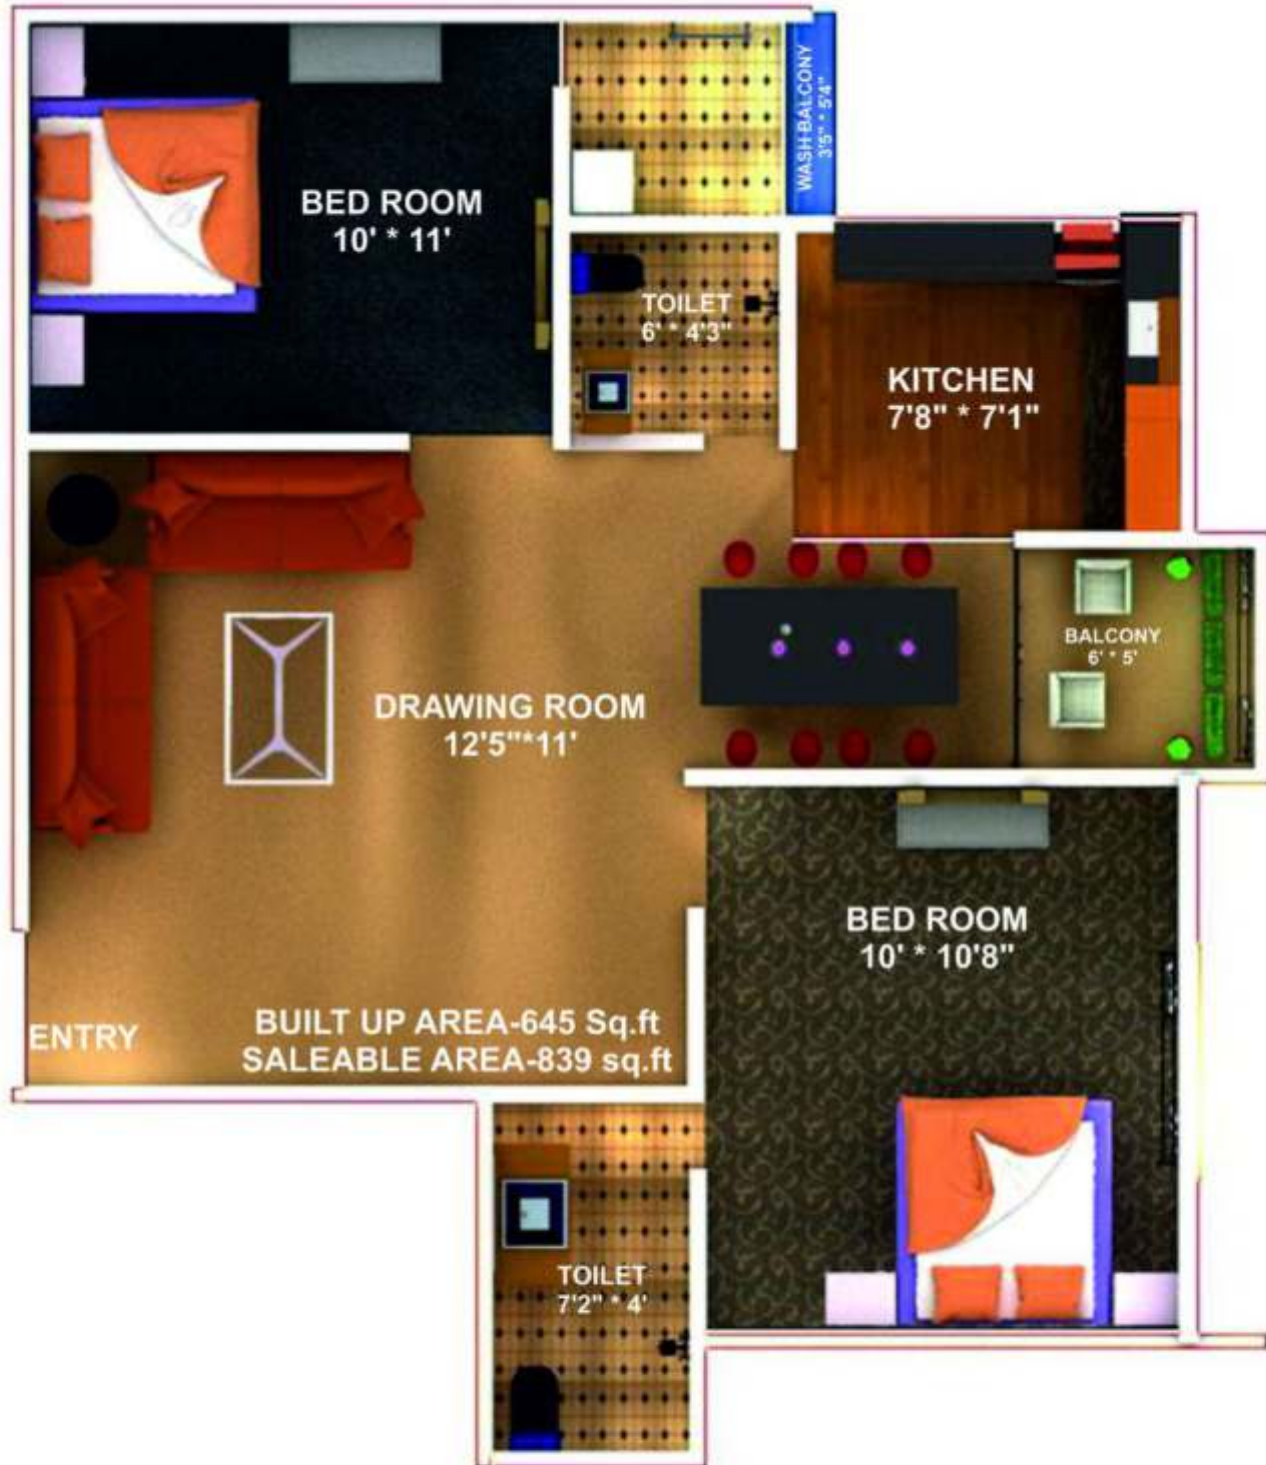 WASH BALCONY
3'5" * 5'4"
BED ROOM
10' * 11'
TOILET
6' * 4'3"
KITCHEN
7'8" * 7'1"
BALCONY
6' * 5'
DRAWING ROOM
12'5"*11'
BED ROOM
10' * 10'8"
ENTRY
BUILT UP AREA-645 Sq.ft
SALEABLE AREA-839 sq.ft
TOILET
7'2" * 4'